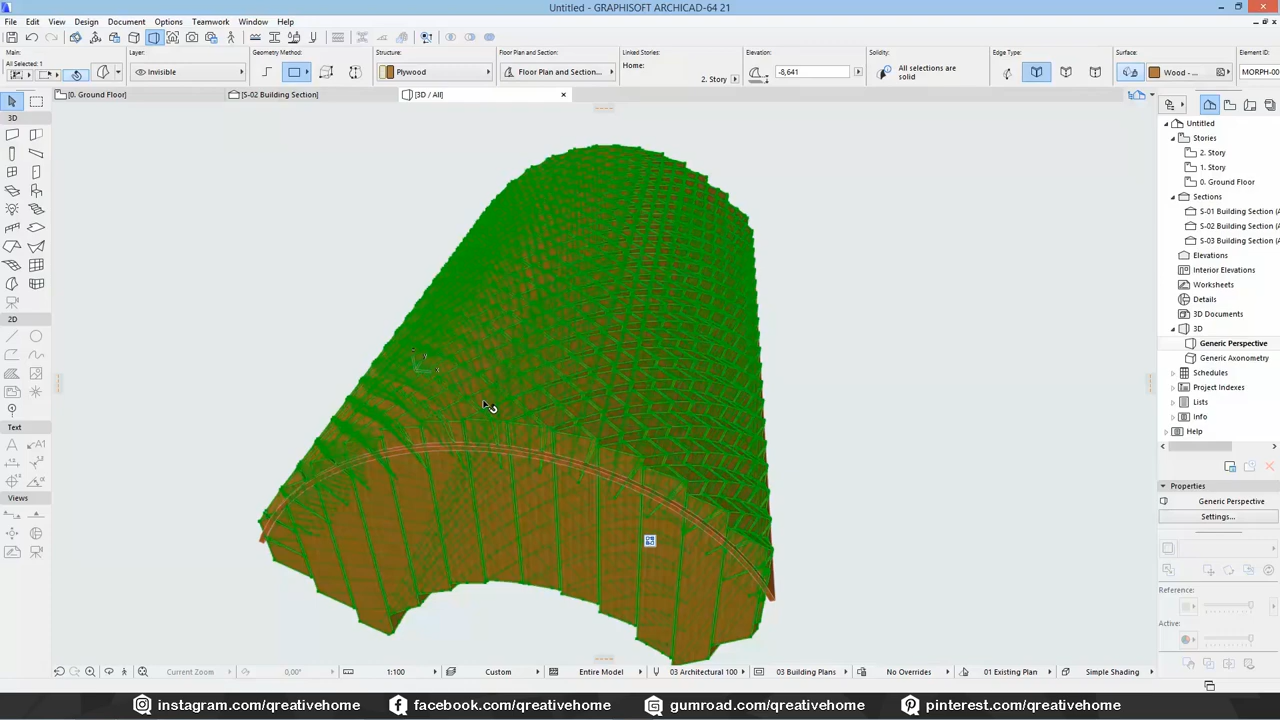 Untitled - GRAPHISOFT ARCHICAD-64 21
File Edit View Design Document Options Teamwork Window Help
Main: Layer: Geometry Method: Structure: Floor Plan and Section: Linked Stories: Elevation: Solidity: Edge Type: Surface: Element ID:
All Selected: 1
Invisible
Plywood
Floor Plan and Section...
Home:
2. Story
-8,641
All selections are
solid
Wood - ...
MORPH-00
[0. Ground Floor]
[S-02 Building Section]
[3D / All]
3D
2D
Text
Views
Untitled
Stories
2. Story
1. Story
0. Ground Floor
Sections
S-01 Building Section (A
S-02 Building Section (A
S-03 Building Section (A
Elevations
Interior Elevations
Worksheets
Details
3D Documents
3D
Generic Perspective
Generic Axonometry
Schedules
Project Indexes
Lists
Info
Help
Properties
Generic Perspective
Settings...
Reference:
Active:
y
x
Current Zoom
0,00°
1:100
Custom
Entire Model
03 Architectural 100
03 Building Plans
No Overrides
01 Existing Plan
Simple Shading
instagram.com/qreativehome
facebook.com/qreativehome
gumroad.com/qreativehome
pinterest.com/qreativehome